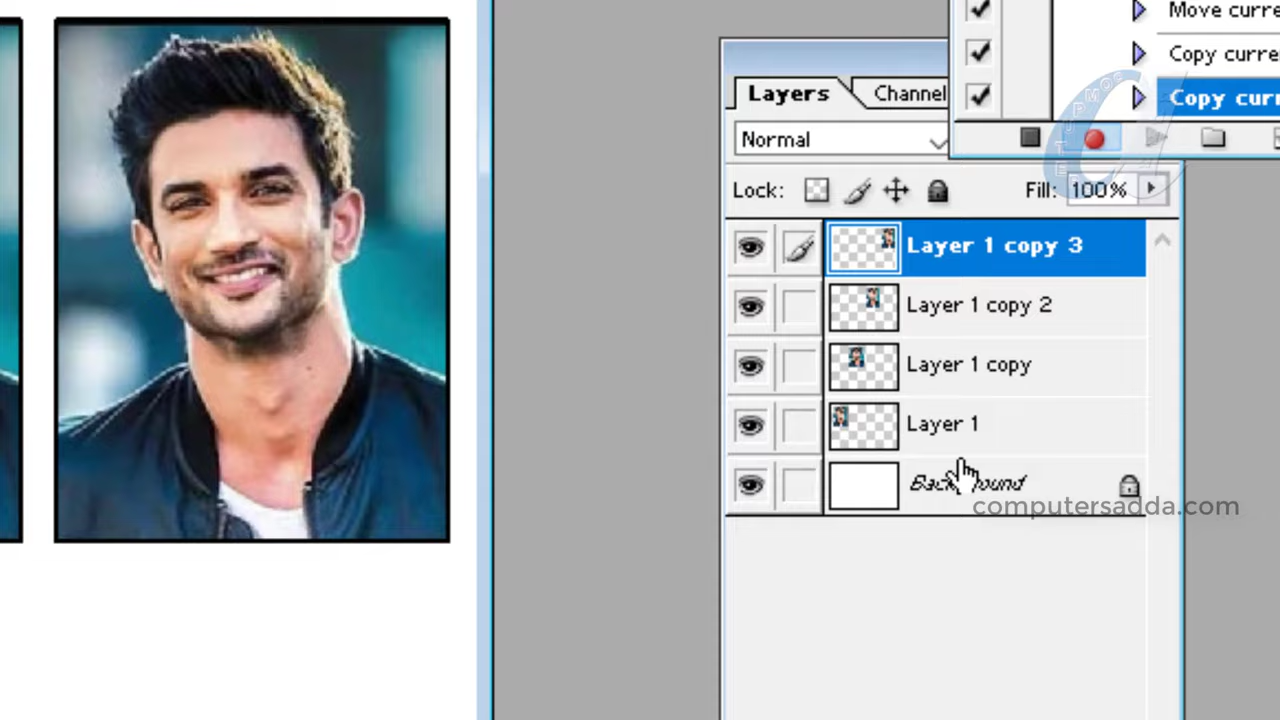 Move curre
Copy curre
Copy curr
Layers
Channel
Normal
Lock:
Fill: 100%
Layer 1 copy 3
Layer 1 copy 2
Layer 1 copy
Layer 1
Background
computersadda.com